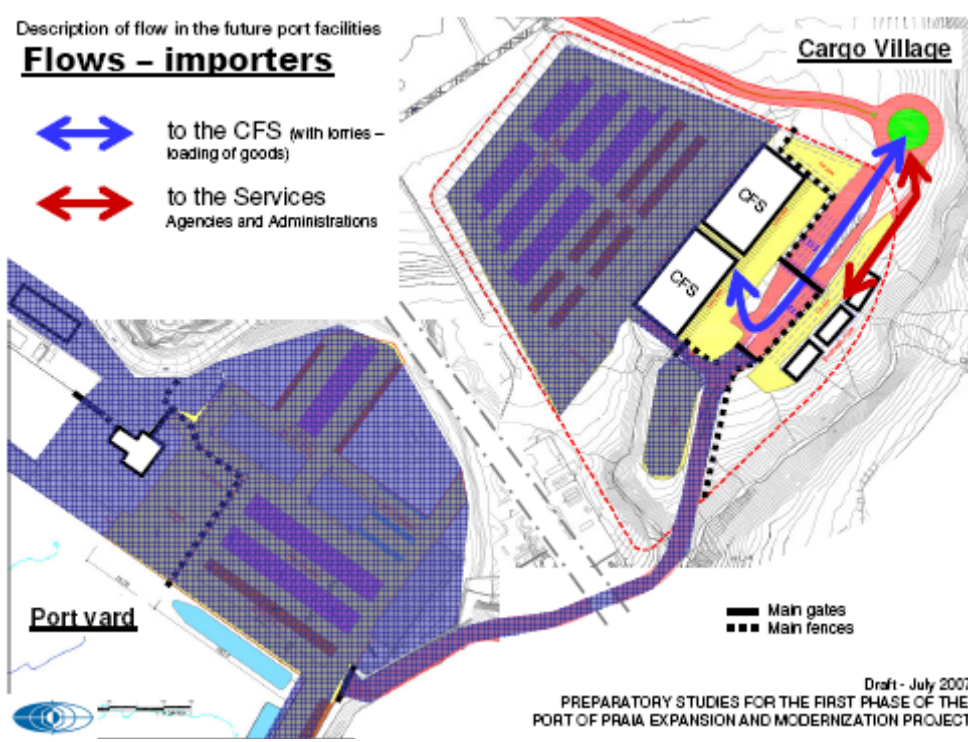 Description of flow in the future port facilities
Flows – importers
to the CFS (with lorries –
loading of goods)
to the Services
Agencies and Administrations
Cargo Village
CFS
CFS
Port yard
Main gates
Main fences
Draft - July 2007
PREPARATORY STUDIES FOR THE FIRST PHASE OF THE
PORT OF PRAIA EXPANSION AND MODERNIZATION PROJECT